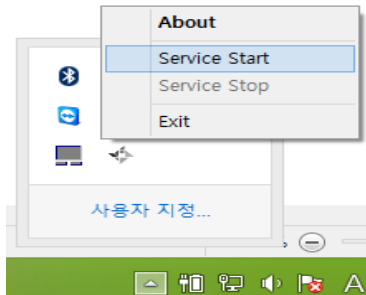 About
Service Start
Service Stop
Exit
사용자 지정...
A